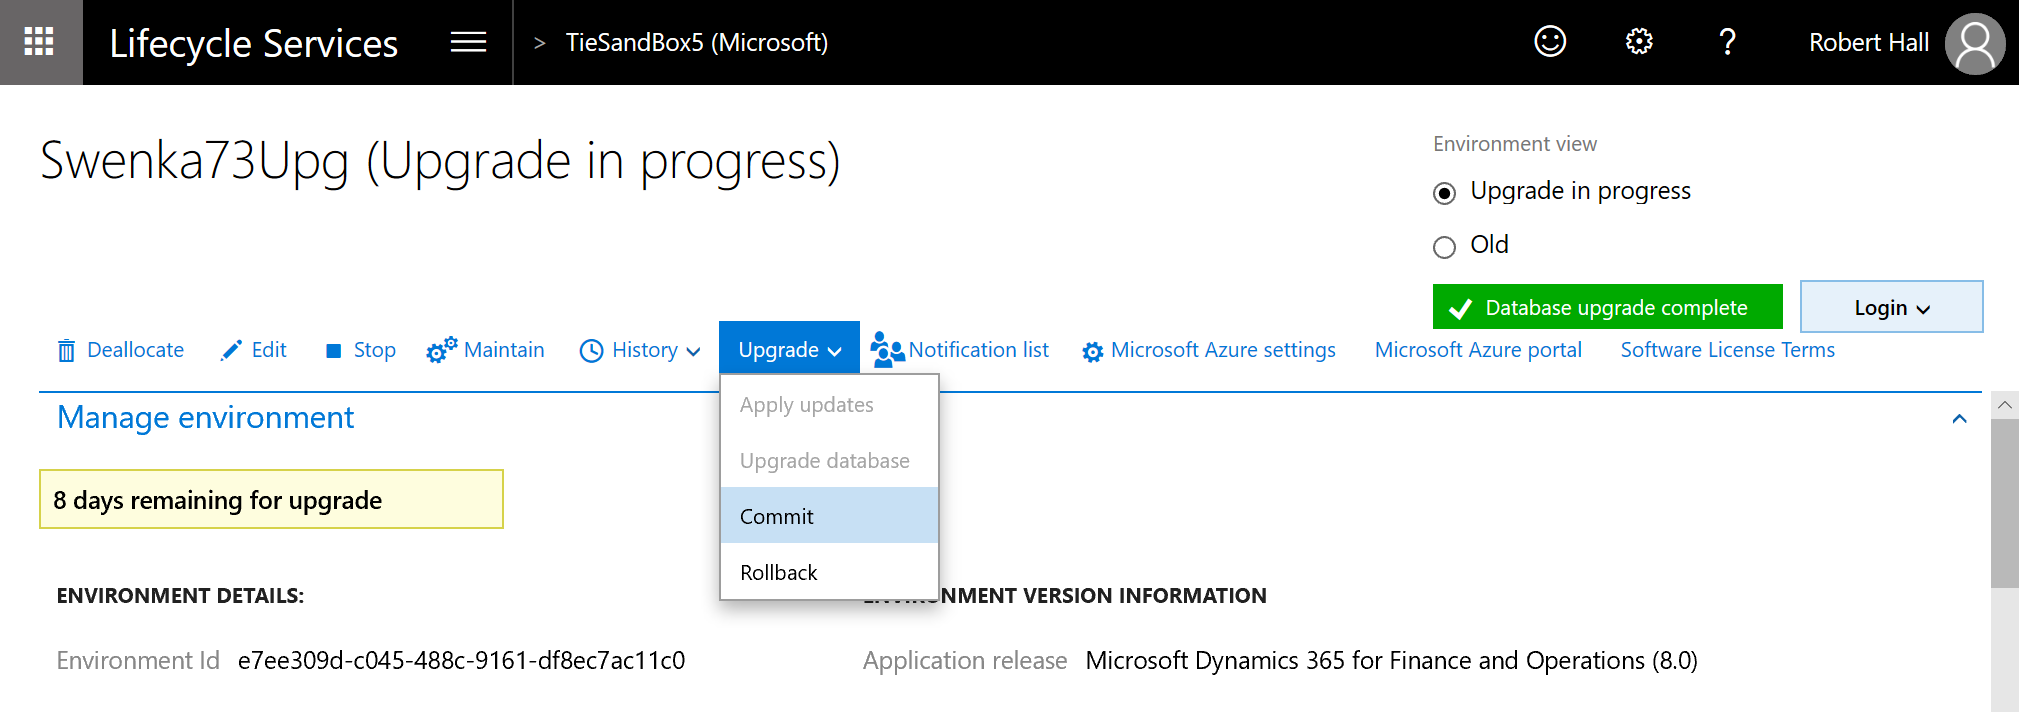 Lifecycle Services > TieSandBox5 (Microsoft) ? Robert Hall
Swenka73Upg (Upgrade in progress)
Environment view
Upgrade in progress
Old
Database upgrade complete Login
Deallocate Edit Stop Maintain History Upgrade Notification list Microsoft Azure settings Microsoft Azure portal Software License Terms
Apply updates
Upgrade database
Commit
Rollback
Manage environment
8 days remaining for upgrade
ENVIRONMENT DETAILS: ENVIRONMENT VERSION INFORMATION
Environment Id e7ee309d-c045-488c-9161-df8ec7ac11c0 Application release Microsoft Dynamics 365 for Finance and Operations (8.0)